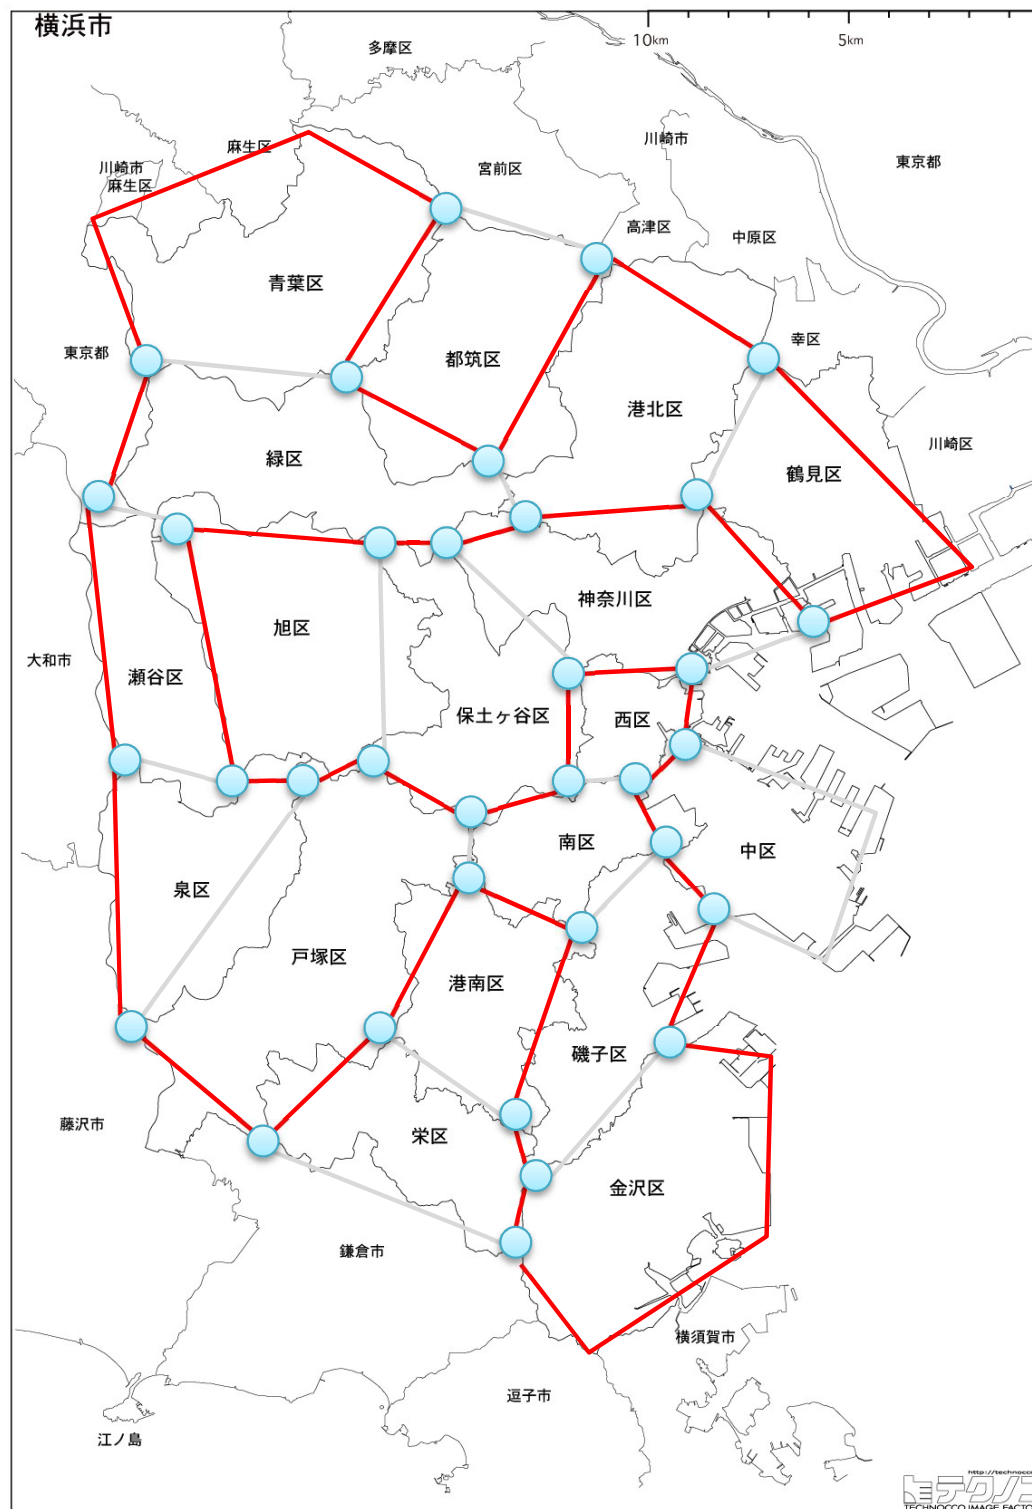 横浜市
10km
5km
多摩区
川崎市
東京都
麻生区
宮前区
川崎市
麻生区
高津区
中原区
青葉区
東京都
都筑区
幸区
港北区
川崎区
緑区
鶴見区
神奈川区
旭区
大和市
瀬谷区
保土ヶ谷区
西区
南区
中区
泉区
戸塚区
港南区
磯子区
藤沢市
栄区
金沢区
鎌倉市
横須賀市
逗子市
江ノ島
TECHNOCCO IMAGE FACTO